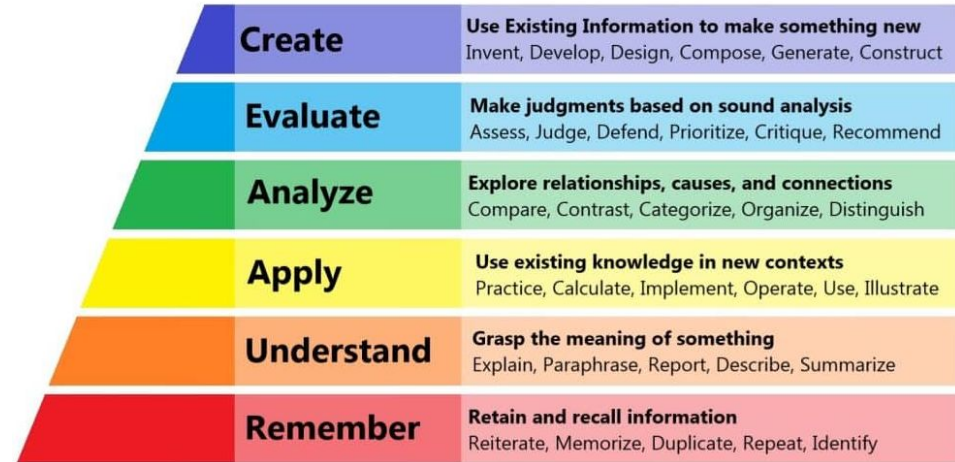 Create
Use Existing Information to make something new
Invent, Develop, Design, Compose, Generate, Construct
Evaluate
Make judgments based on sound analysis
Assess, Judge, Defend, Prioritize, Critique, Recommend
Analyze
Explore relationships, causes, and connections
Compare, Contrast, Categorize, Organize, Distinguish
Apply
Use existing knowledge in new contexts
Practice, Calculate, Implement, Operate, Use, Illustrate
Understand
Grasp the meaning of something
Explain, Paraphrase, Report, Describe, Summarize
Remember
Retain and recall information
Reiterate, Memorize, Duplicate, Repeat, Identify